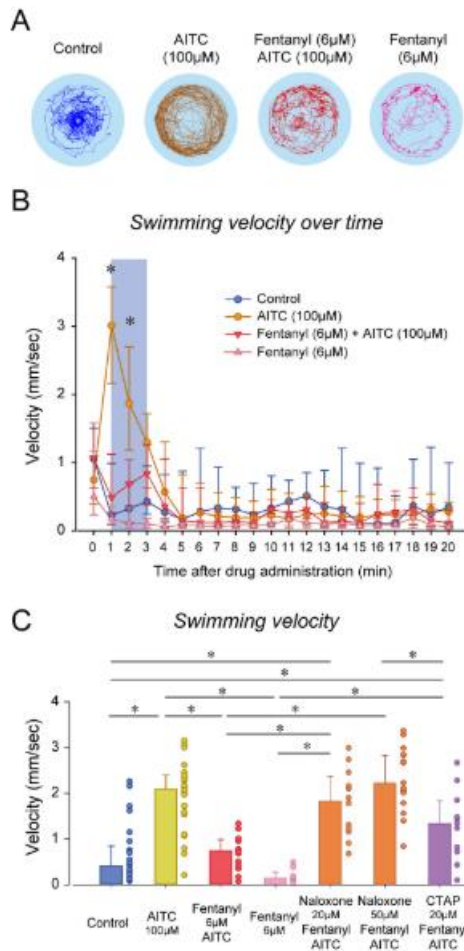 A
Control
AITC
(100µM)
Fentanyl (6µM)
AITC (100µM)
Fentanyl
(6µM)
B
Swimming velocity over time
4
3
2
1
0
Velocity (mm/sec)
*
*
Control
AITC (100µM)
Fentanyl (6µM) + AITC (100µM)
Fentanyl (6µM)
0 1 2 3 4 5 6 7 8 9 10 11 12 13 14 15 16 17 18 19 20
Time after drug administration (min)
C
Swimming velocity
* *
*
* *
* * *
*
*
4
3
2
1
0
Velocity (mm/sec)
Control
AITC
100µM
Fentanyl
6µM
AITC
Fentanyl
6µM
Naloxone
20µM
Fentanyl
AITC
Naloxone
50µM
Fentanyl
AITC
CTAP
20µM
Fentanyl
AITC